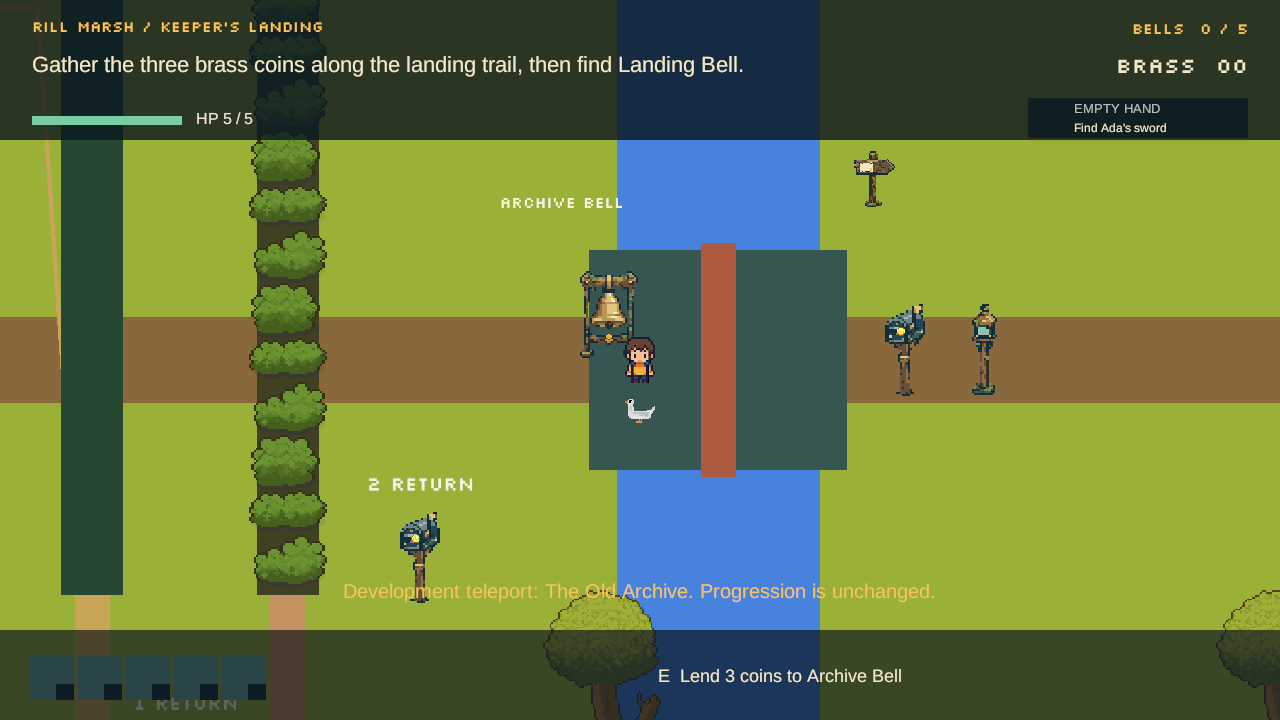 RILL MARSH / KEEPER'S LANDING
BELLS 0 / 5
Gather the three brass coins along the landing trail, then find Landing Bell.
BRASS 00
HP 5 / 5
EMPTY HAND
Find Ada's sword
ARCHIVE BELL
2 RETURN
Development teleport: The Old Archive. Progression is unchanged.
E Lend 3 coins to Archive Bell
1 RETURN